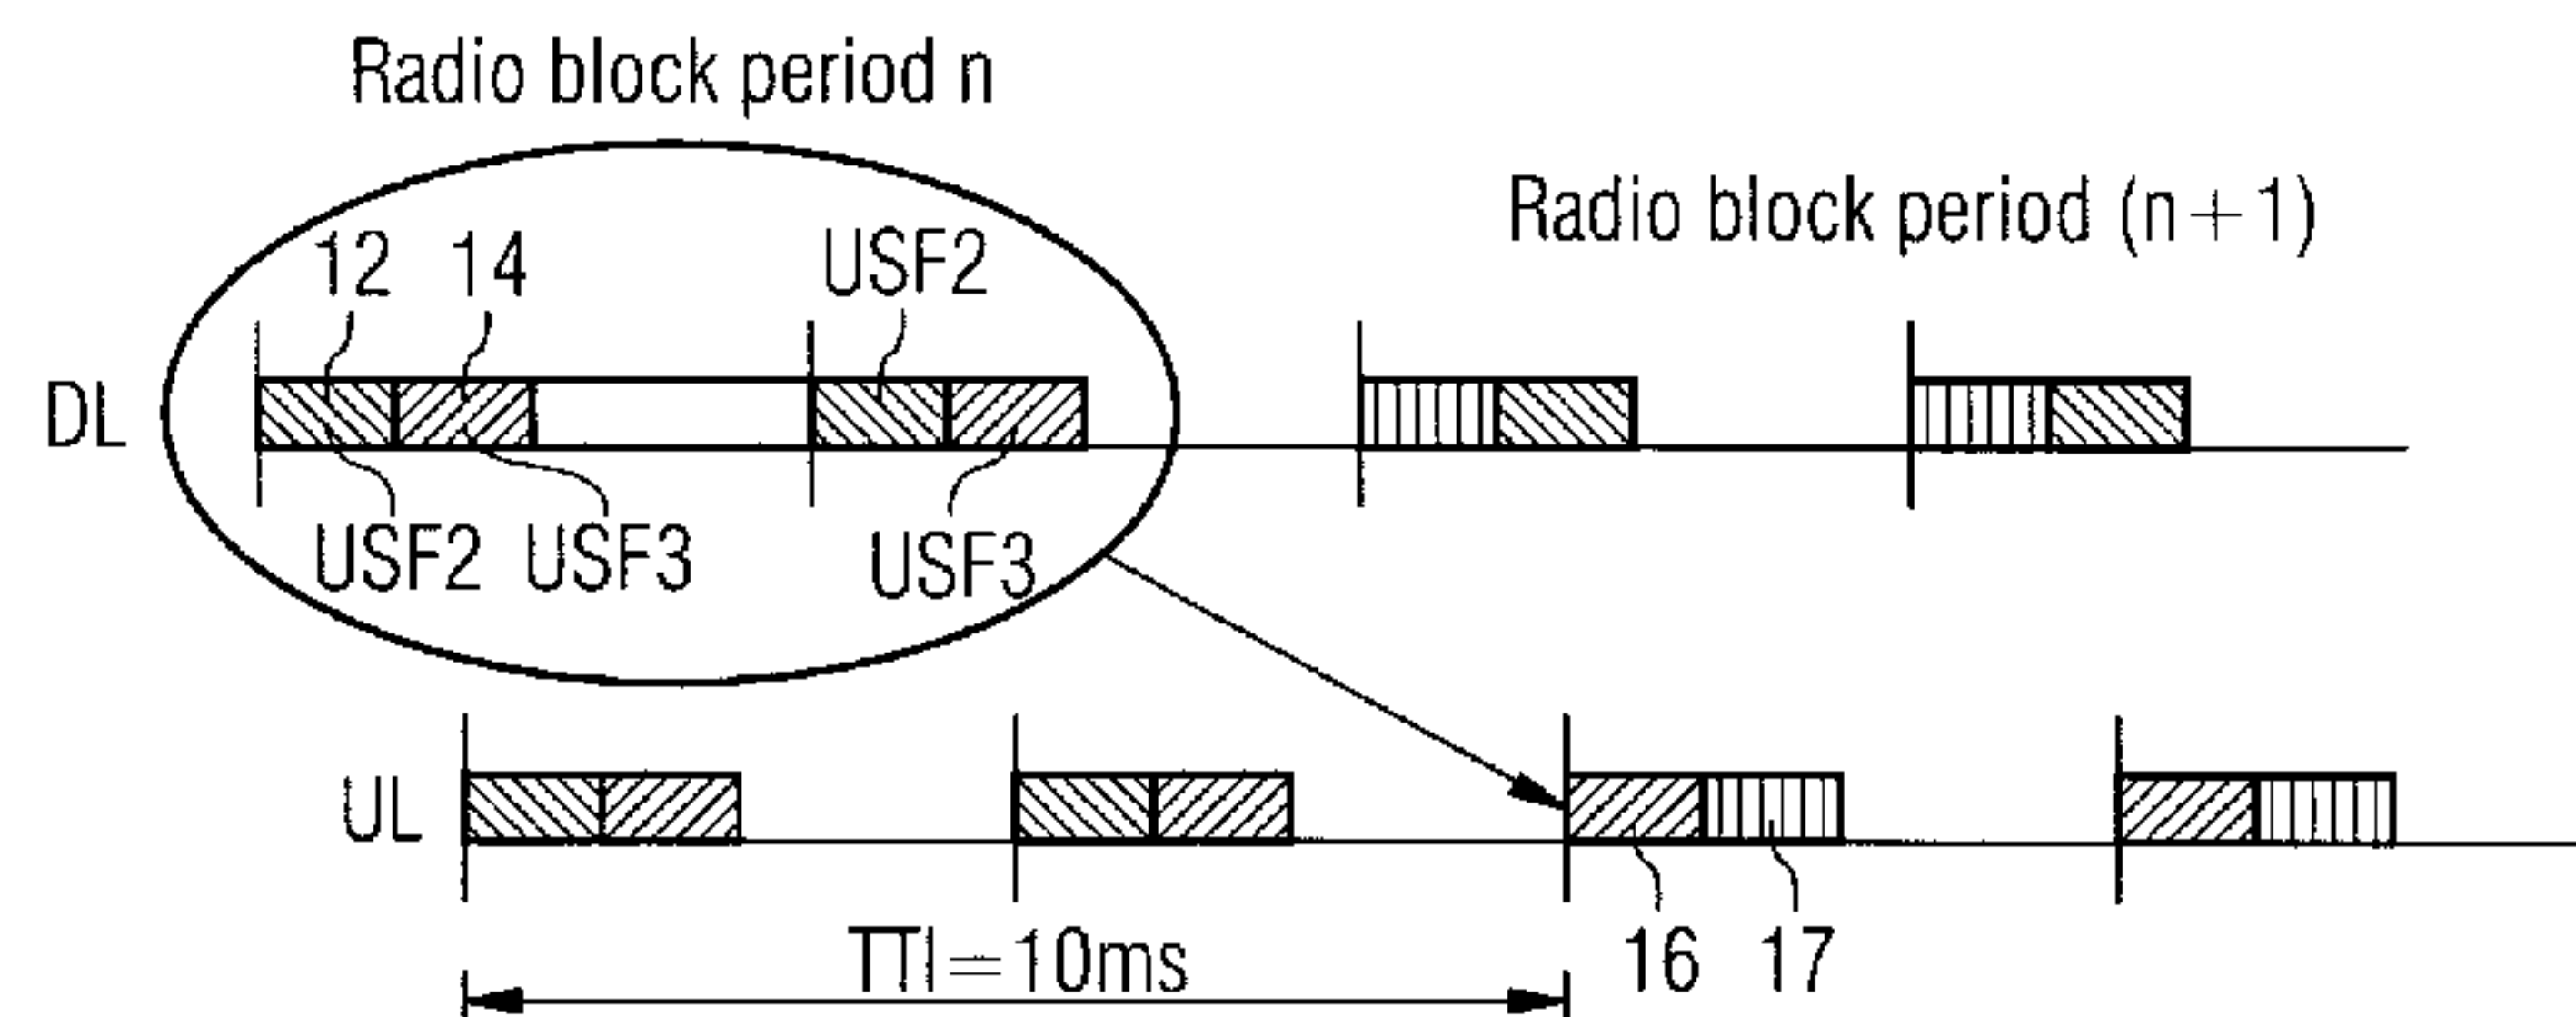 Radio block period n
Radio block period (n+1)
12 14 USF2
DL
USF2 USF3 USF3
UL
TTI=10ms
16 17